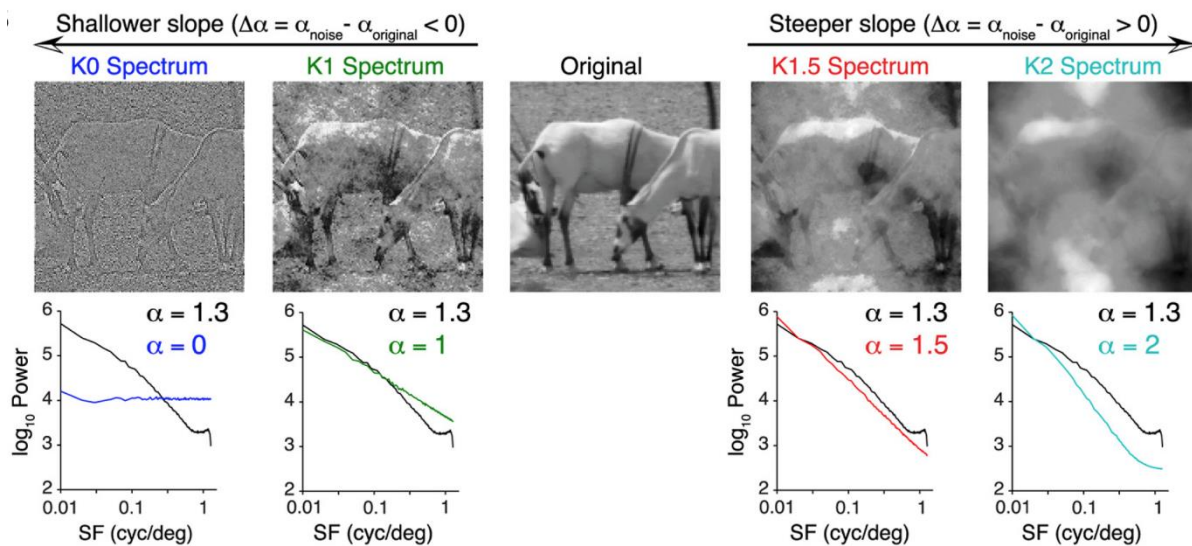 Shallower slope (Δα = α_noise - α_original < 0)
Steeper slope (Δα = α_noise - α_original > 0)
K0 Spectrum
K1 Spectrum
Original
K1.5 Spectrum
K2 Spectrum
6
5
4
3
2
log10 Power
α = 1.3
α = 0
0.01
0.1
1
SF (cyc/deg)
6
5
4
3
2
α = 1.3
α = 1
0.01
0.1
1
SF (cyc/deg)
6
5
4
3
2
log10 Power
α = 1.3
α = 1.5
0.01
0.1
1
SF (cyc/deg)
6
5
4
3
2
α = 1.3
α = 2
0.01
0.1
1
SF (cyc/deg)